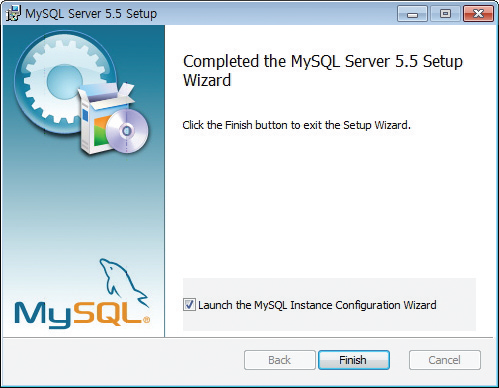 MySQL Server 5.5 Setup
Completed the MySQL Server 5.5 Setup
Wizard
Click the Finish button to exit the Setup Wizard.
MySQL®
Launch the MySQL Instance Configuration Wizard
Back
Finish
Cancel